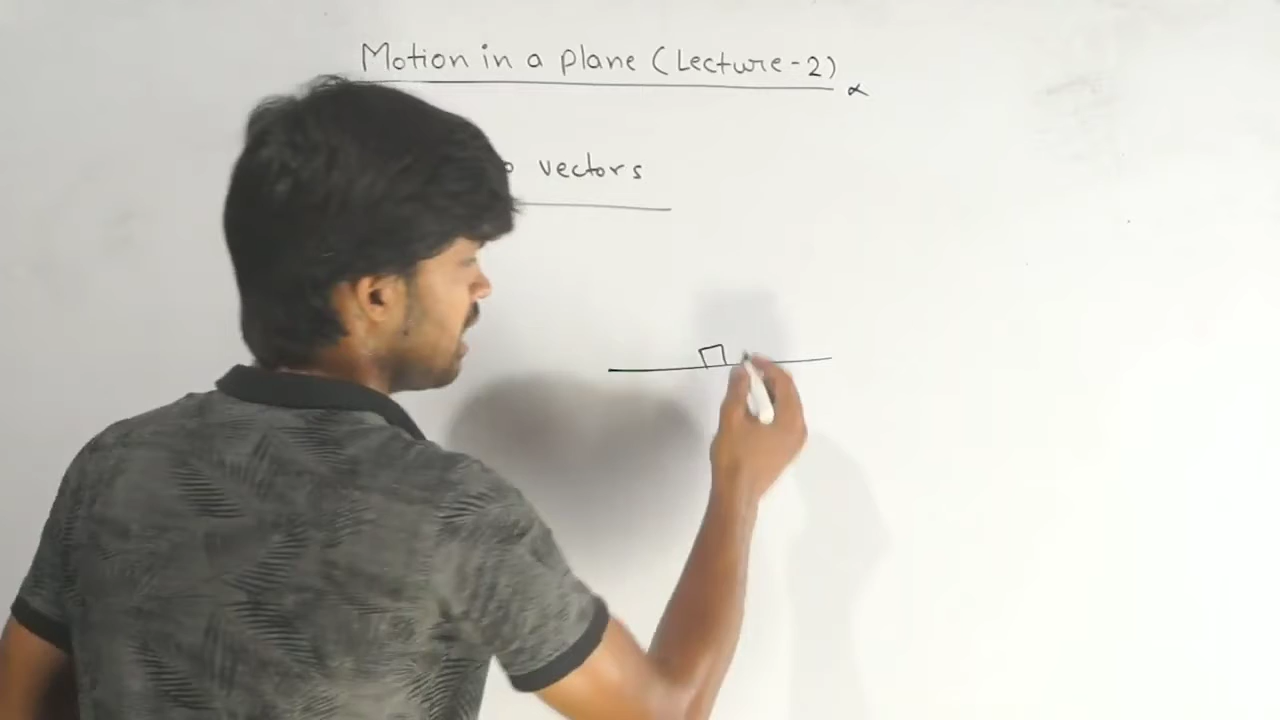 Motion in a plane (Lecture-2)
α
vectors